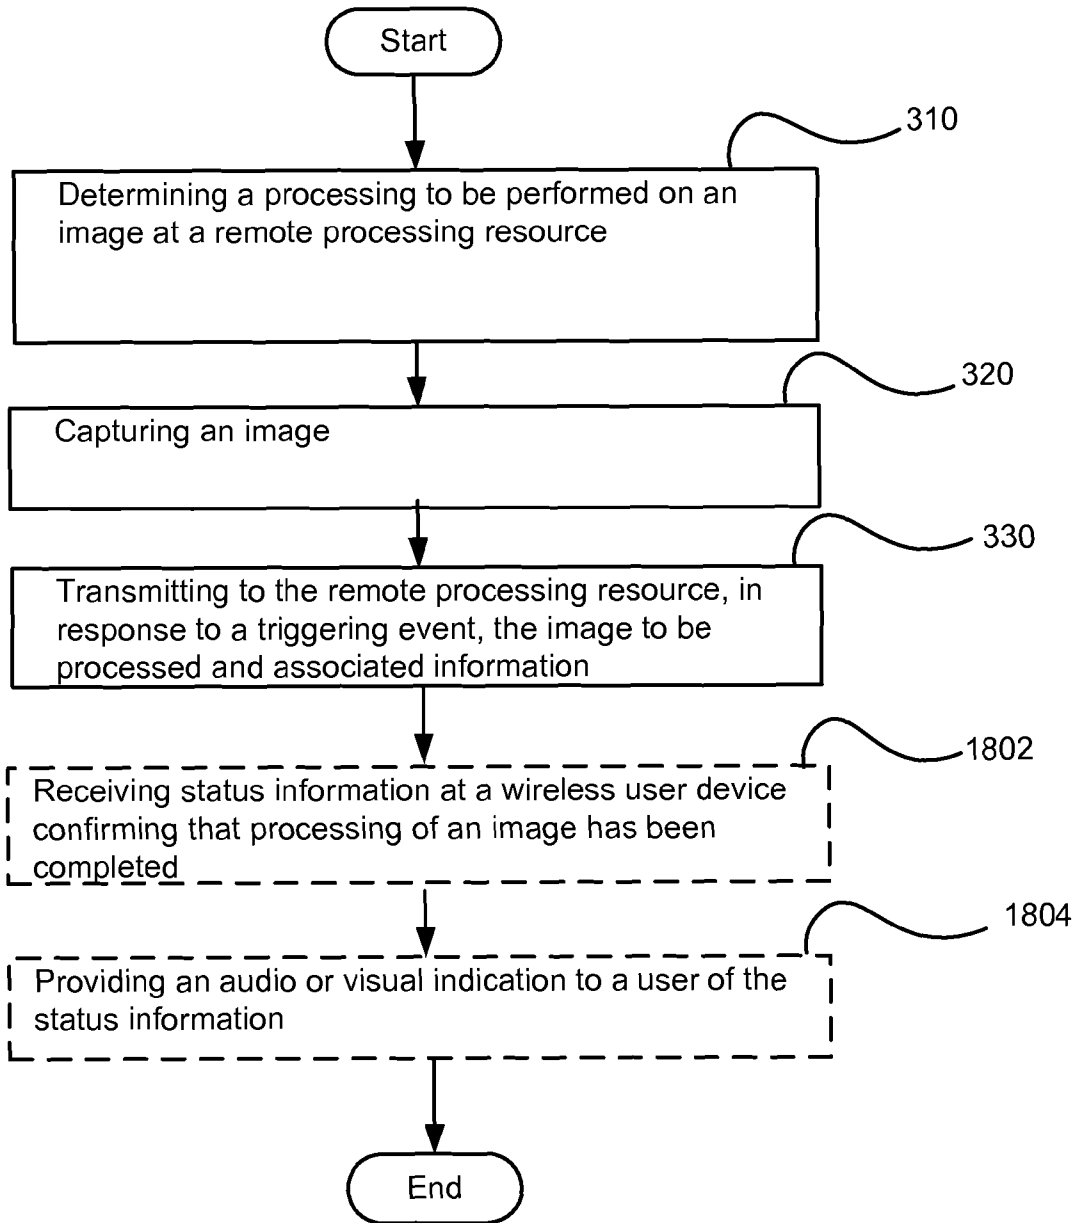 Start
310
Determining a processing to be performed on an
image at a remote processing resource
320
Capturing an image
330
Transmitting to the remote processing resource, in
response to a triggering event, the image to be
processed and associated information
1802
Receiving status information at a wireless user device
confirming that processing of an image has been
completed
1804
Providing an audio or visual indication to a user of the
status information
End